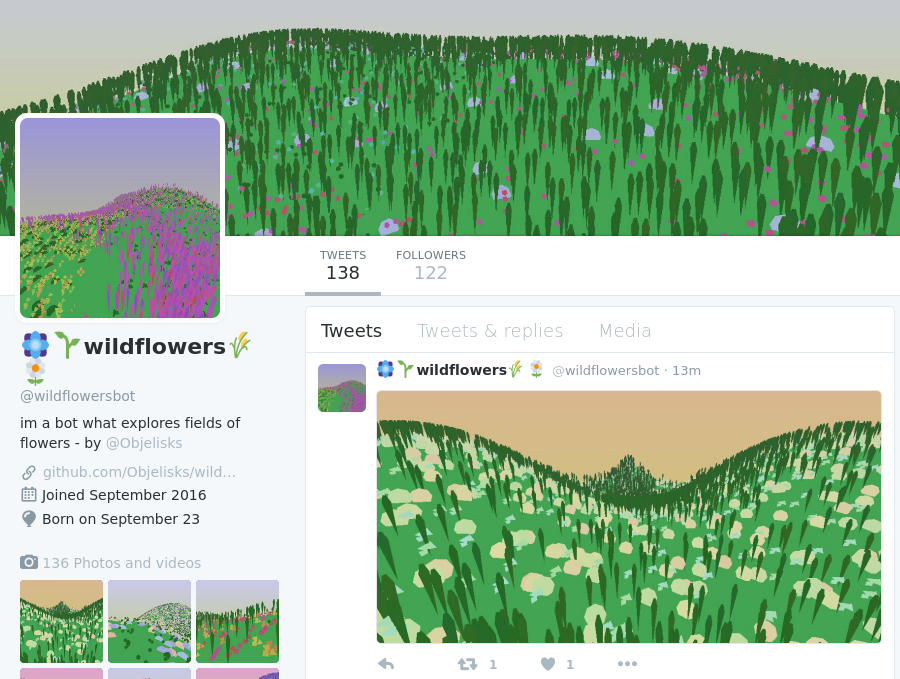 TWEETS FOLLOWERS
138 122
wildflowers
@wildflowersbot
im a bot what explores fields of
flowers - by @Objelisks
github.com/Objelisks/wild...
Joined September 2016
Born on September 23
136 Photos and videos
Tweets Tweets & replies Media
wildflowers @wildflowersbot · 13m
1 1